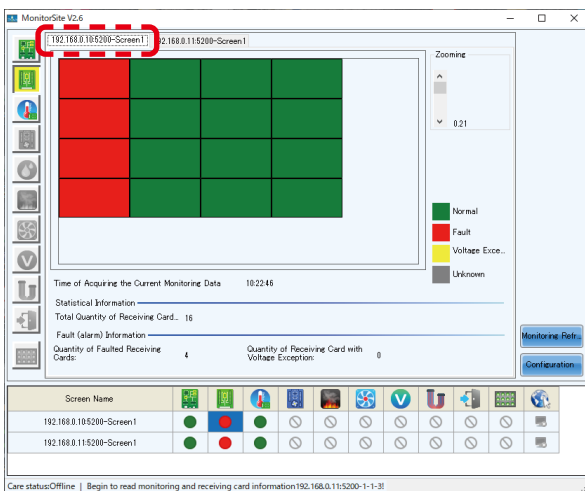 MonitorSite V2.6
192.168.0.10:5200-Screen1
92.168.0.11:5200-Screen1
Zooming
0.21
Normal
Fault
Voltage Exce...
Unknown
Time of Acquiring the Current Monitoring Data 10:22:46
Statistical Information
Total Quantity of Receiving Card... 16
Fault (alarm) Information
Quantity of Faulted Receiving Cards: 4
Quantity of Receiving Card with Voltage Exception: 0
Monitoring Refr...
Configuration
Screen Name
192.168.0.10:5200-Screen1
192.168.0.11:5200-Screen1
Care status:Offline | Begin to read monitoring and receiving card information192.168.0.11:5200-1-1-3!